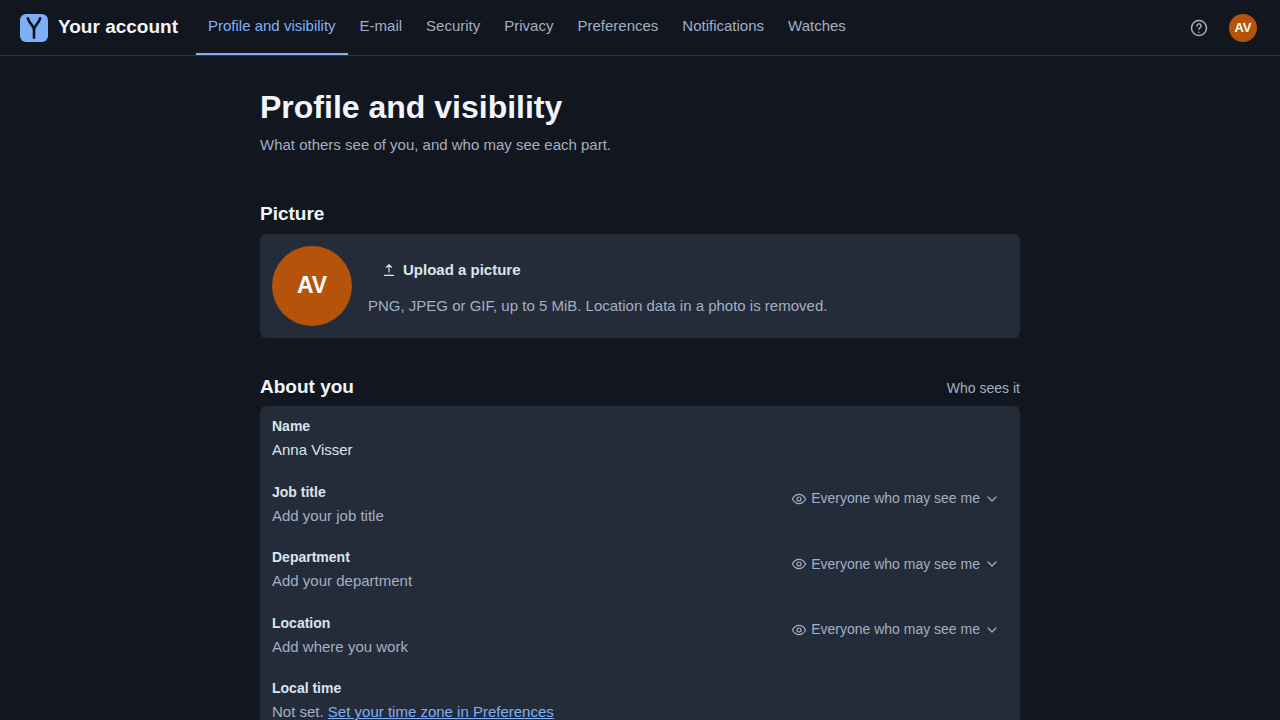 Your account
Profile and visibility
E-mail
Security
Privacy
Preferences
Notifications
Watches
AV
Profile and visibility
What others see of you, and who may see each part.
Picture
AV
Upload a picture
PNG, JPEG or GIF, up to 5 MiB. Location data in a photo is removed.
About you
Who sees it
Name
Anna Visser
Job title
Add your job title
Everyone who may see me
Department
Add your department
Everyone who may see me
Location
Add where you work
Everyone who may see me
Local time
Not set. Set your time zone in Preferences